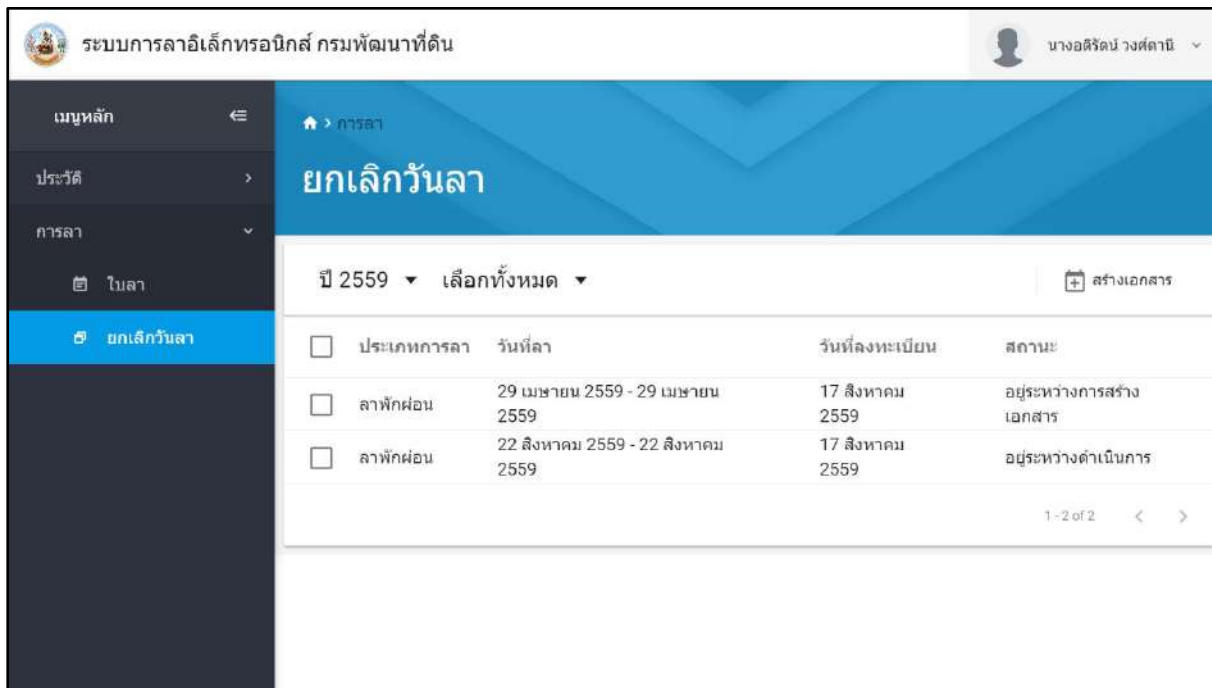 ระบบการลาอิเล็กทรอนิกส์ กรมพัฒนาที่ดิน
นางอติรัตน์ วงศ์ดานี
เมนูหลัก
ประวัติ
การลา
ใบลา
ยกเลิกวันลา
> การลา
ยกเลิกวันลา
ปี 2559 เลือกทั้งหมด
สร้างเอกสาร
ประเภทการลา วันที่ลา วันที่ลงทะเบียน สถานะ
ลาพักผ่อน 29 เมษายน 2559 - 29 เมษายน 2559 17 สิงหาคม 2559 อยู่ระหว่างการสร้างเอกสาร
ลาพักผ่อน 22 สิงหาคม 2559 - 22 สิงหาคม 2559 17 สิงหาคม 2559 อยู่ระหว่างดำเนินการ
1 - 2 of 2 < >